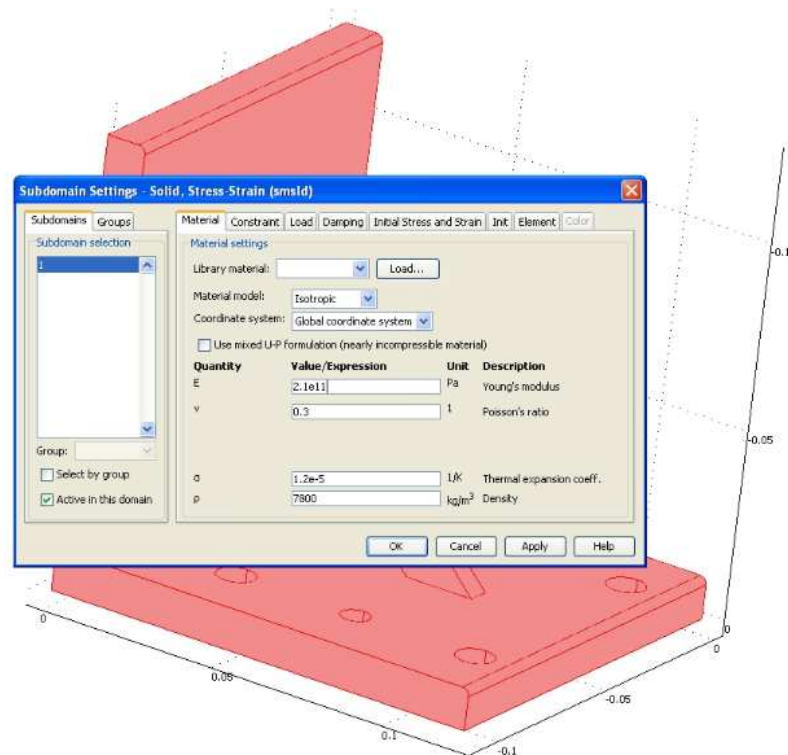 Subdomain Settings - Solid, Stress-Strain (smsld)
Subdomains Groups
Material Constraint Load Damping Initial Stress and Strain Init Element Color
Subdomain selection
1
Group:
Select by group
Active in this domain
Material settings
Library material: Load...
Material model: Isotropic
Coordinate system: Global coordinate system
Use mixed U-P formulation (nearly incompressible material)
Quantity Value/Expression Unit Description
E 2.1e11 Pa Young's modulus
ν 0.3 1 Poisson's ratio
α 1.2e-5 1/K Thermal expansion coeff.
ρ 7800 kg/m³ Density
OK Cancel Apply Help
-0.1
-0.05
0
0
0
0.05
-0.05
0.1
-0.1